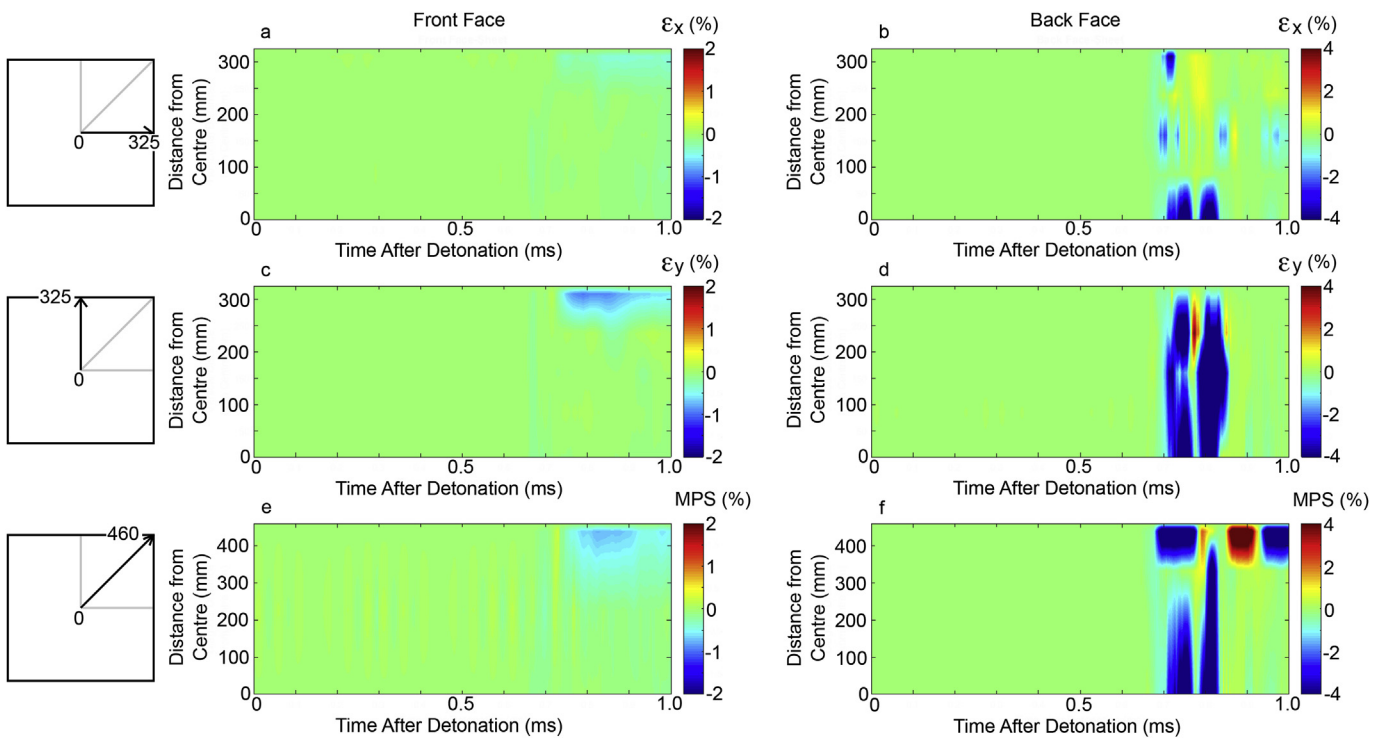 Front Face
Back Face
a
εx (%)
b
εx (%)
0
325
Distance from
Centre (mm)
300
200
100
0
0
0.5
1.0
Time After Detonation (ms)
2
1
0
-1
-2
Distance from
Centre (mm)
300
200
100
0
0
0.5
1.0
Time After Detonation (ms)
4
2
0
-2
-4
c
εy (%)
d
εy (%)
325
0
Distance from
Centre (mm)
300
200
100
0
0
0.5
1.0
Time After Detonation (ms)
2
1
0
-1
-2
Distance from
Centre (mm)
300
200
100
0
0
0.5
1.0
Time After Detonation (ms)
4
2
0
-2
-4
e
MPS (%)
f
MPS (%)
460
0
Distance from
Centre (mm)
400
300
200
100
0
0
0.5
1.0
Time After Detonation (ms)
2
1
0
-1
-2
Distance from
Centre (mm)
400
300
200
100
0
0
0.5
1.0
Time After Detonation (ms)
4
2
0
-2
-4